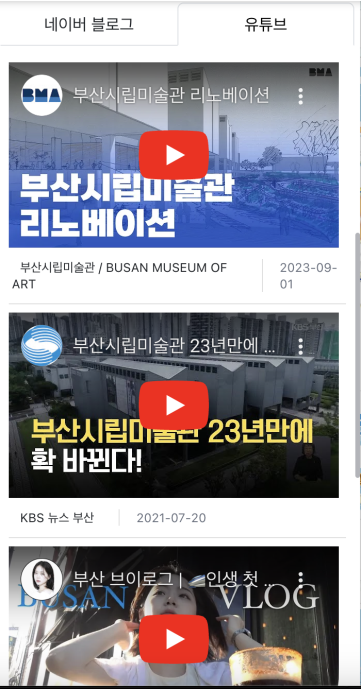 네이버 블로그
유튜브
BMA
부산시립미술관 리노베이션
BMA
부산시립미술관
리노베이션
부산시립미술관 / BUSAN MUSEUM OF
ART
2023-09-
01
부산시립미술관 23년만에 ...
부산시립미술관 23년만에
확 바뀐다!
KBS 뉴스 부산
2021-07-20
부산 브이로그 | 인생 첫 ...
BUSAN VLOG